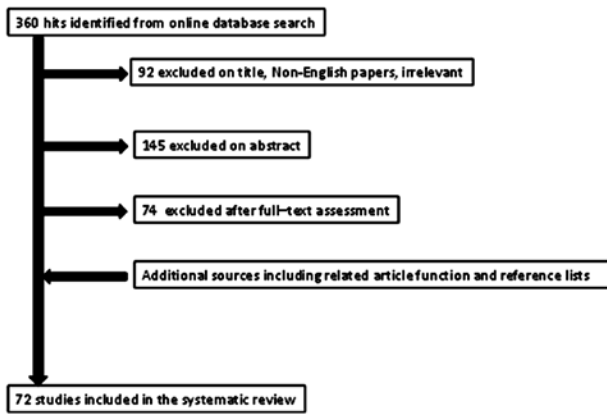 360 hits identified from online database search
92 excluded on title, Non-English papers, irrelevant
145 excluded on abstract
74 excluded after full-text assessment
Additional sources including related article function and reference lists
72 studies included in the systematic review